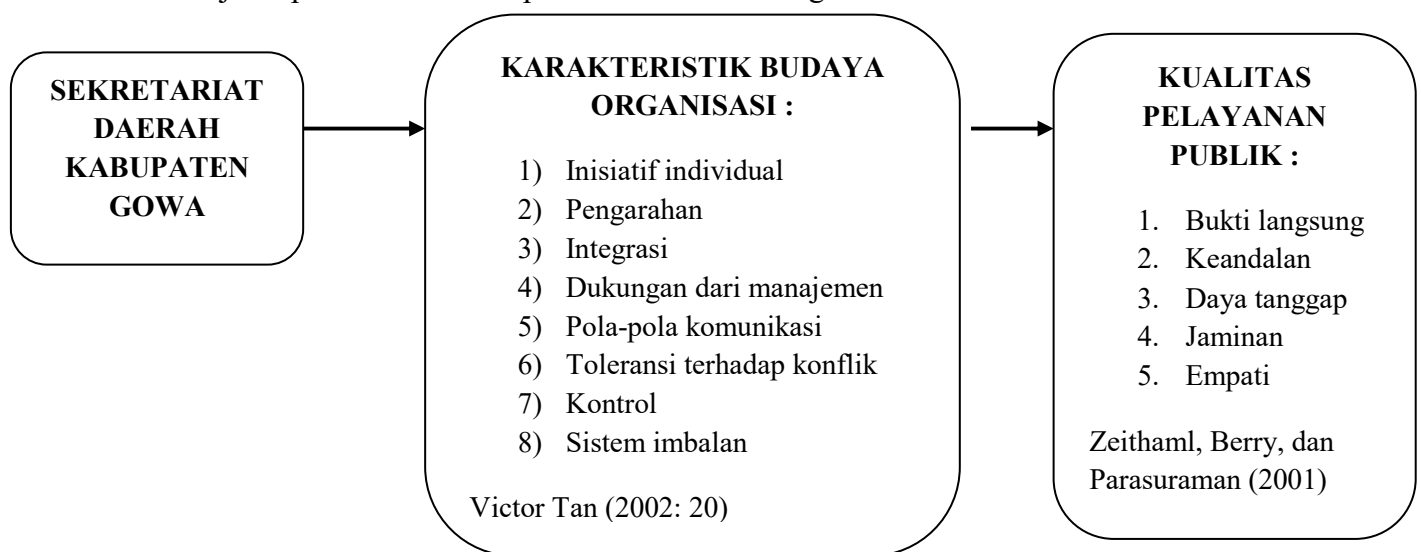 SEKRETARIAT
DAERAH
KABUPATEN
GOWA
KARAKTERISTIK BUDAYA
ORGANISASI :
1) Inisiatif individual
2) Pengarahan
3) Integrasi
4) Dukungan dari manajemen
5) Pola-pola komunikasi
6) Toleransi terhadap konflik
7) Kontrol
8) Sistem imbalan
Victor Tan (2002: 20)
KUALITAS
PELAYANAN
PUBLIK :
1. Bukti langsung
2. Keandalan
3. Daya tanggap
4. Jaminan
5. Empati
Zeithaml, Berry, dan
Parasuraman (2001)